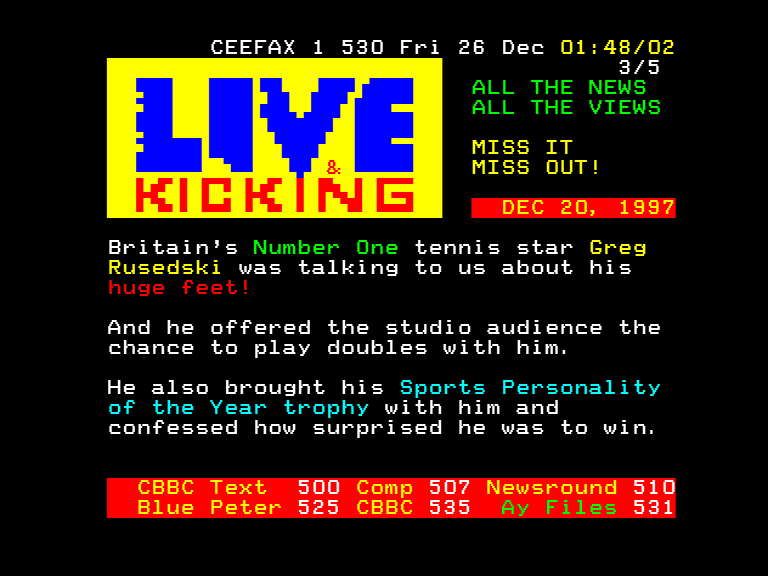 CEEFAX 1 530 Fri 26 Dec 01:48/02
3/5
LIVE
&
KICKING
ALL THE NEWS
ALL THE VIEWS
MISS IT
MISS OUT!
DEC 20, 1997
Britain's Number One tennis star Greg
Rusedski was talking to us about his
huge feet!
And he offered the studio audience the
chance to play doubles with him.
He also brought his Sports Personality
of the Year trophy with him and
confessed how surprised he was to win.
CBBC Text 500 Comp 507 Newsround 510
Blue Peter 525 CBBC 535 Ay Files 531